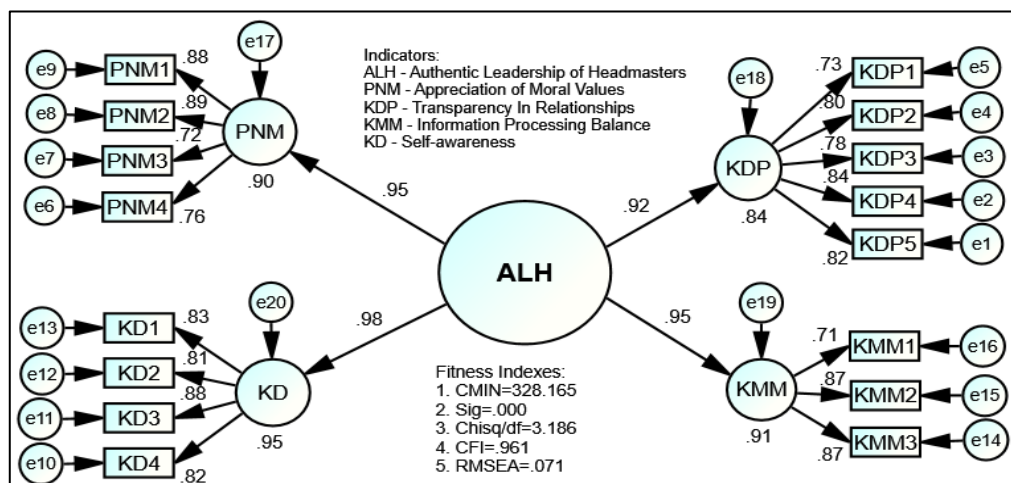 e17
e9 PNM1 .88
e8 PNM2 .89
e7 PNM3 .72
e6 PNM4 .76
PNM
.90
Indicators:
ALH - Authentic Leadership of Headmasters
PNM - Appreciation of Moral Values
KDP - Transparency In Relationships
KMM - Information Processing Balance
KD - Self-awareness
e18
KDP
.84
.73 KDP1 e5
.80 KDP2 e4
.78 KDP3 e3
.84 KDP4 e2
.82 KDP5 e1
.95
.92
ALH
.98
.95
e20
e13 KD1 .83
e12 KD2 .81
e11 KD3 .88
e10 KD4 .82
KD
.95
Fitness Indexes:
1. CMIN=328.165
2. Sig=.000
3. Chisq/df=3.186
4. CFI=.961
5. RMSEA=.071
e19
KMM
.91
.71 KMM1 e16
.87 KMM2 e15
.87 KMM3 e14